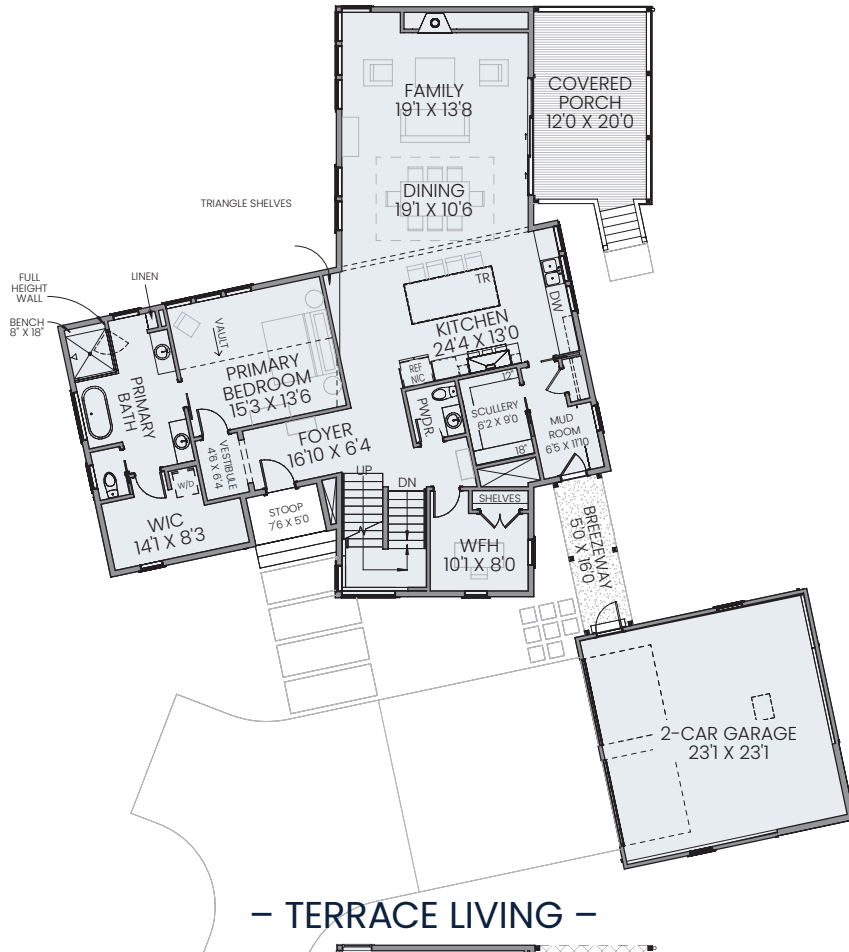 FAMILY
19'1 X 13'8
COVERED
PORCH
12'0 X 20'0
DINING
19'1 X 10'6
TRIANGLE SHELVES
FULL
HEIGHT
WALL
LINEN
BENCH
8" X 18"
VAULT
PRIMARY
BEDROOM
15'3 X 13'6
TR
DW
KITCHEN
24'4 X 13'0
REF
NIC
12"
PRIMARY
BATH
PWDR.
SCULLERY
6'2 X 9'0
MUD
ROOM
6'5 X 11'10
18"
FOYER
16'10 X 6'4
VESTIBULE
4'6 X 6'4
W/D
UP
DN
SHELVES
STOOP
7'6 X 5'0
WIC
14'1 X 8'3
WFH
10'1 X 8'0
BREEZEWAY
5'0 X 16'0
2-CAR GARAGE
23'1 X 23'1
– TERRACE LIVING –